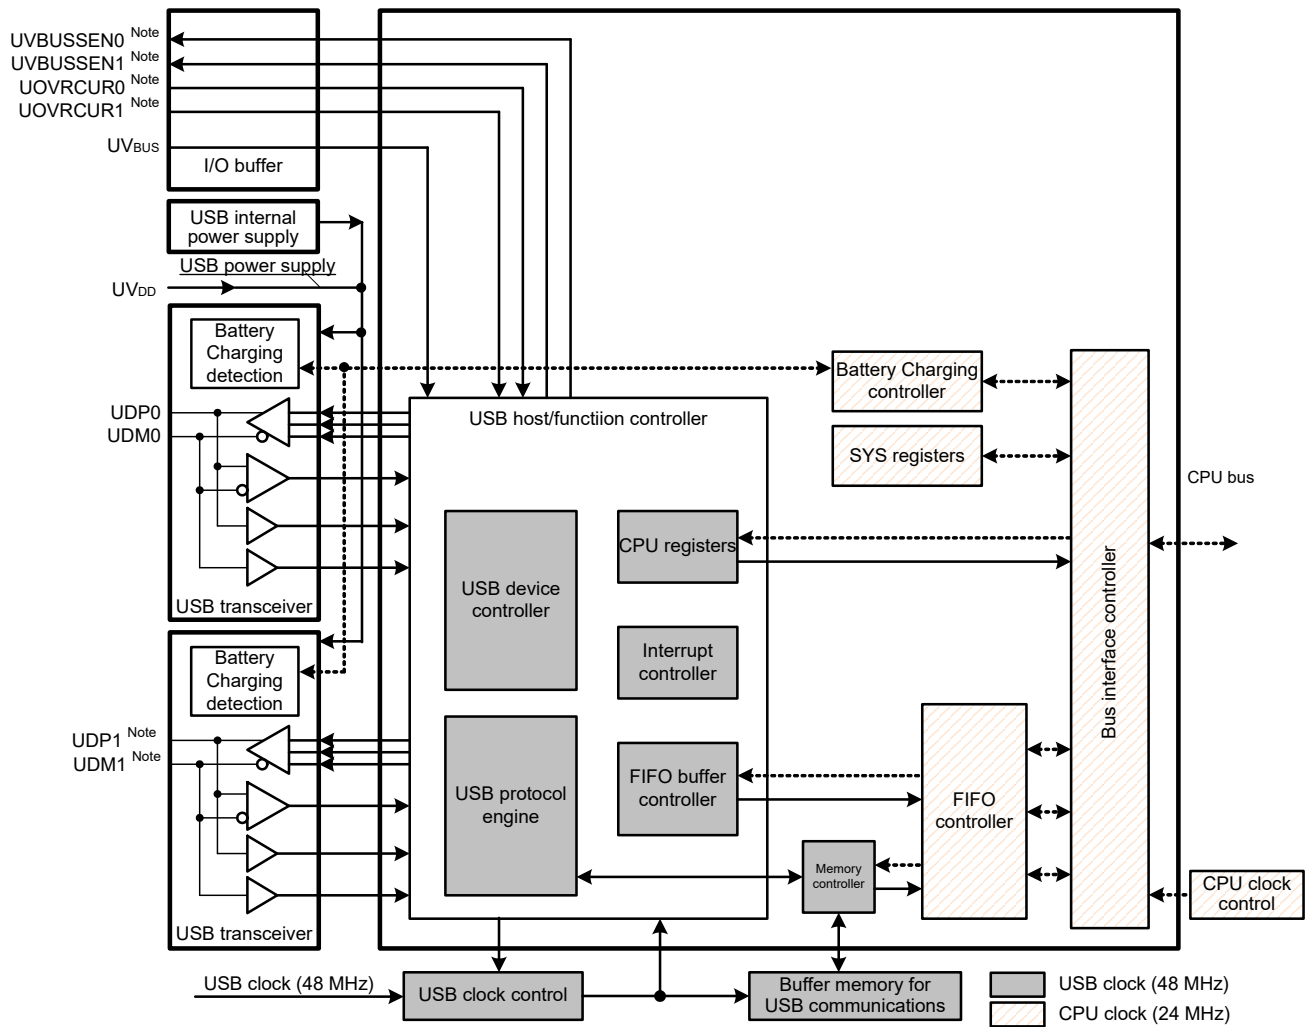 UVBUSSEN0 Note
UVBUSSEN1 Note
UOVRCUR0 Note
UOVRCUR1 Note
UVBUS
I/O buffer
USB internal
power supply
USB power supply
UVDD
Battery
Charging
detection
UDP0
UDM0
USB transceiver
Battery
Charging
detection
UDP1 Note
UDM1 Note
USB transceiver
USB host/functiion controller
USB device
controller
USB protocol
engine
CPU registers
Interrupt
controller
FIFO buffer
controller
Memory
controller
Battery Charging
controller
SYS registers
FIFO
controller
Bus interface controller
CPU bus
CPU clock
control
USB clock (48 MHz)
USB clock control
Buffer memory for
USB communications
USB clock (48 MHz)
CPU clock (24 MHz)